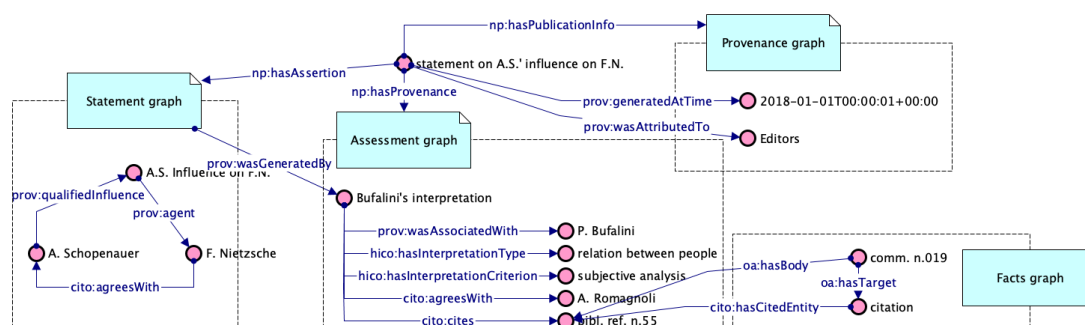 np:hasPublicationInfo
Provenance graph
statement on A.S.' influence on F.N.
np:hasAssertion
np:hasProvenance
Statement graph
prov:generatedAtTime
2018-01-01T00:00:01+00:00
prov:wasAttributedTo
Editors
Assessment graph
prov:wasGeneratedBy
A.S. Influence on F.N.
prov:qualifiedInfluence
Bufalini's interpretation
prov:agent
prov:wasAssociatedWith
P. Bufalini
A. Schopenauer
F. Nietzsche
hico:hasInterpretationType
relation between people
oa:hasBody
comm. n.019
hico:hasInterpretationCriterion
subjective analysis
oa:hasTarget
Facts graph
cito:agreesWith
cito:agreesWith
A. Romagnoli
cito:hasCitedEntity
citation
cito:cites
bibl. ref. n.55